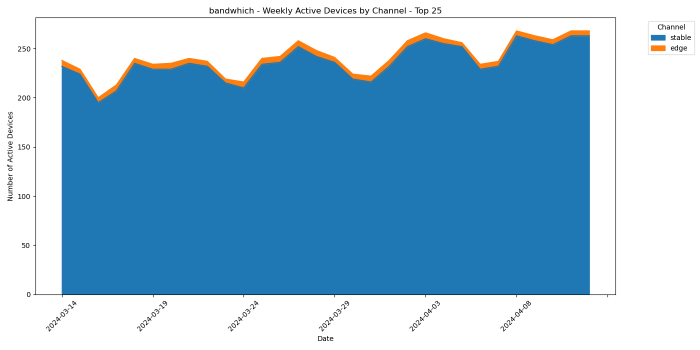 bandwhich - Weekly Active Devices by Channel - Top 25
Channel
stable
edge
Number of Active Devices
250
200
150
100
50
0
2024-03-14
2024-03-19
2024-03-24
2024-03-29
2024-04-03
2024-04-08
Date